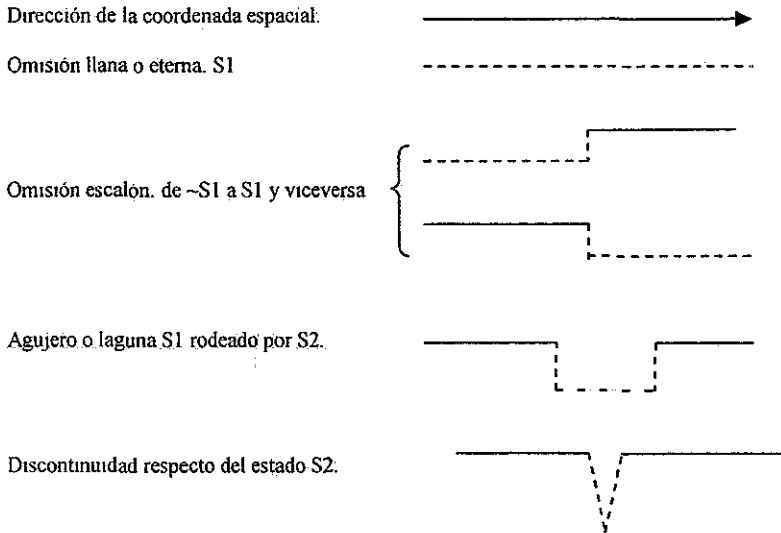 Dirección de la coordenada espacial.
Omisión llana o eterna. S1
Omisión escalón. de ~S1 a S1 y viceversa
Agujero o laguna S1 rodeado por S2.
Discontinuidad respecto del estado S2.